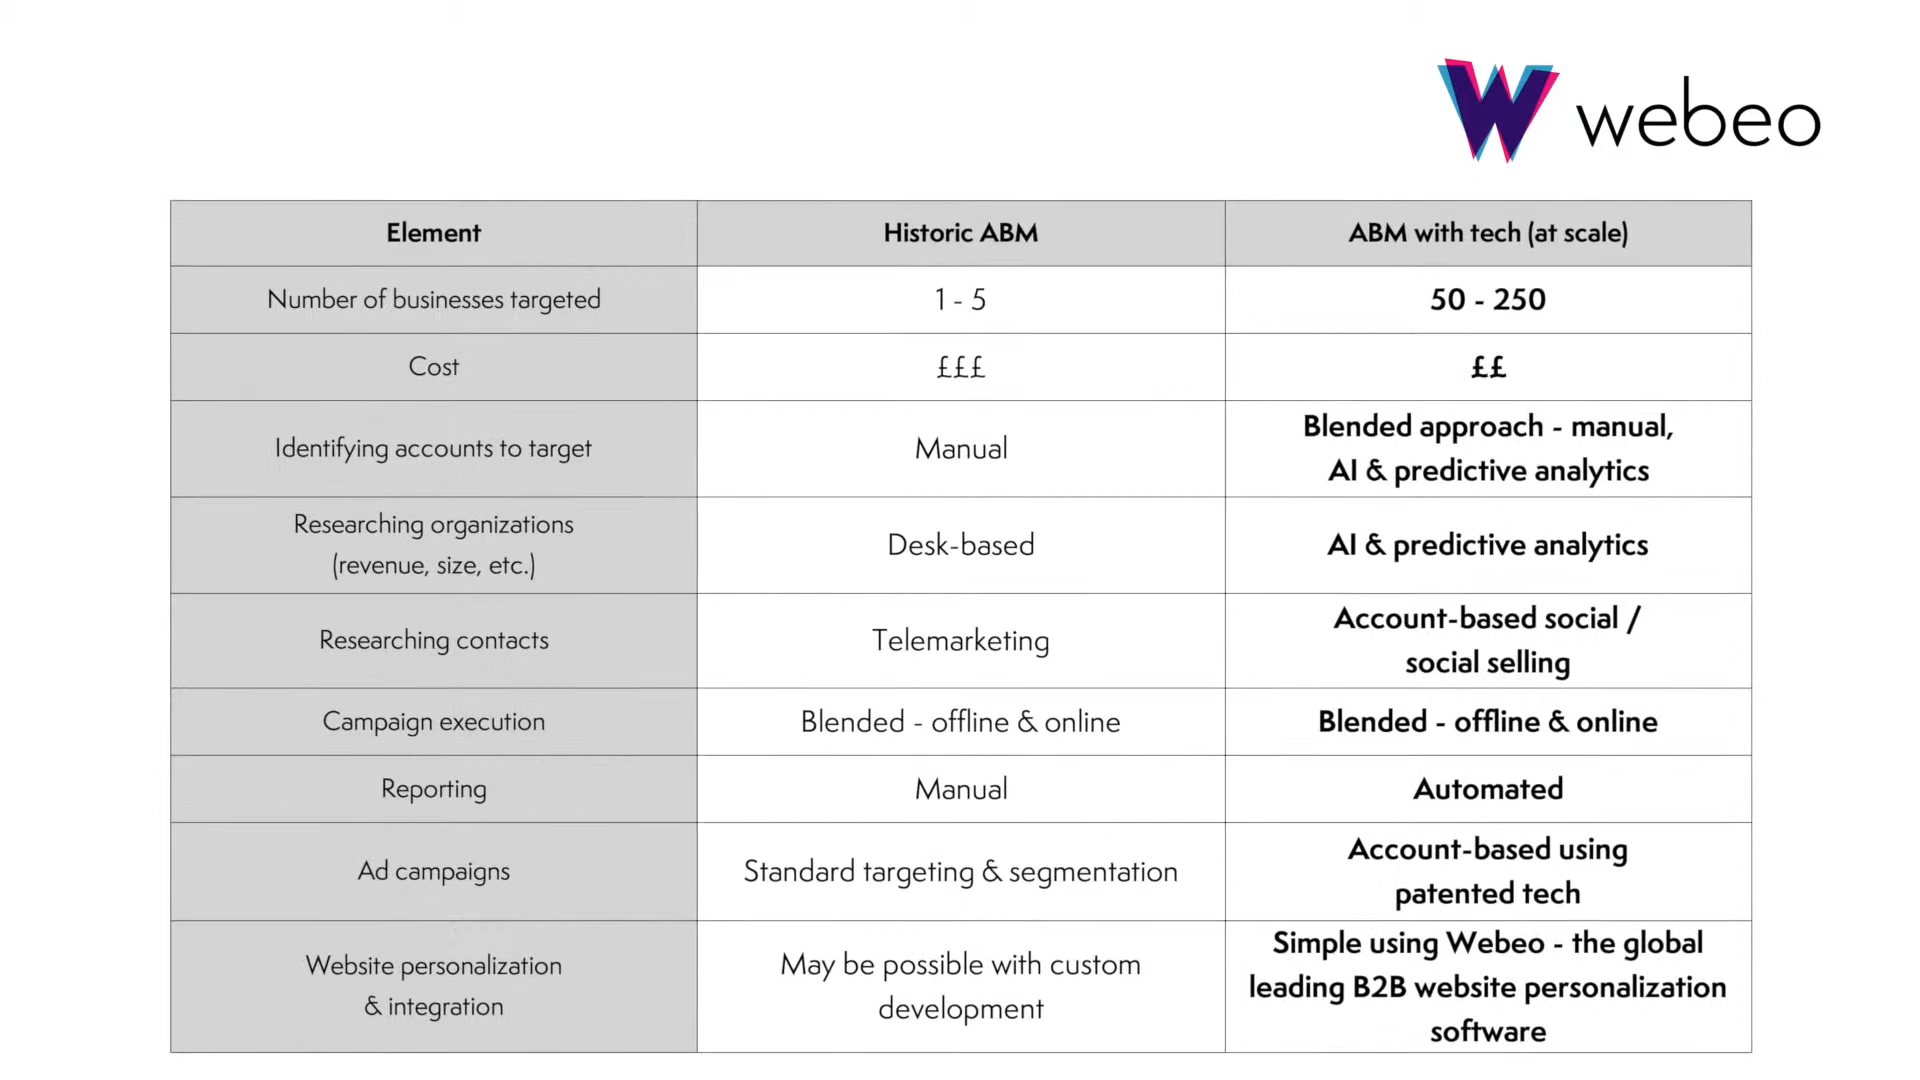 W webeo
Element Historic ABM ABM with tech (at scale)
Number of businesses targeted 1 - 5 50 - 250
Cost £££ ££
Identifying accounts to target Manual Blended approach - manual,
AI & predictive analytics
Researching organizations
(revenue, size, etc.) Desk-based AI & predictive analytics
Researching contacts Telemarketing Account-based social /
social selling
Campaign execution Blended - offline & online Blended - offline & online
Reporting Manual Automated
Ad campaigns Standard targeting & segmentation Account-based using
patented tech
Website personalization
& integration
May be possible with custom
development
Simple using Webeo - the global
leading B2B website personalization
software